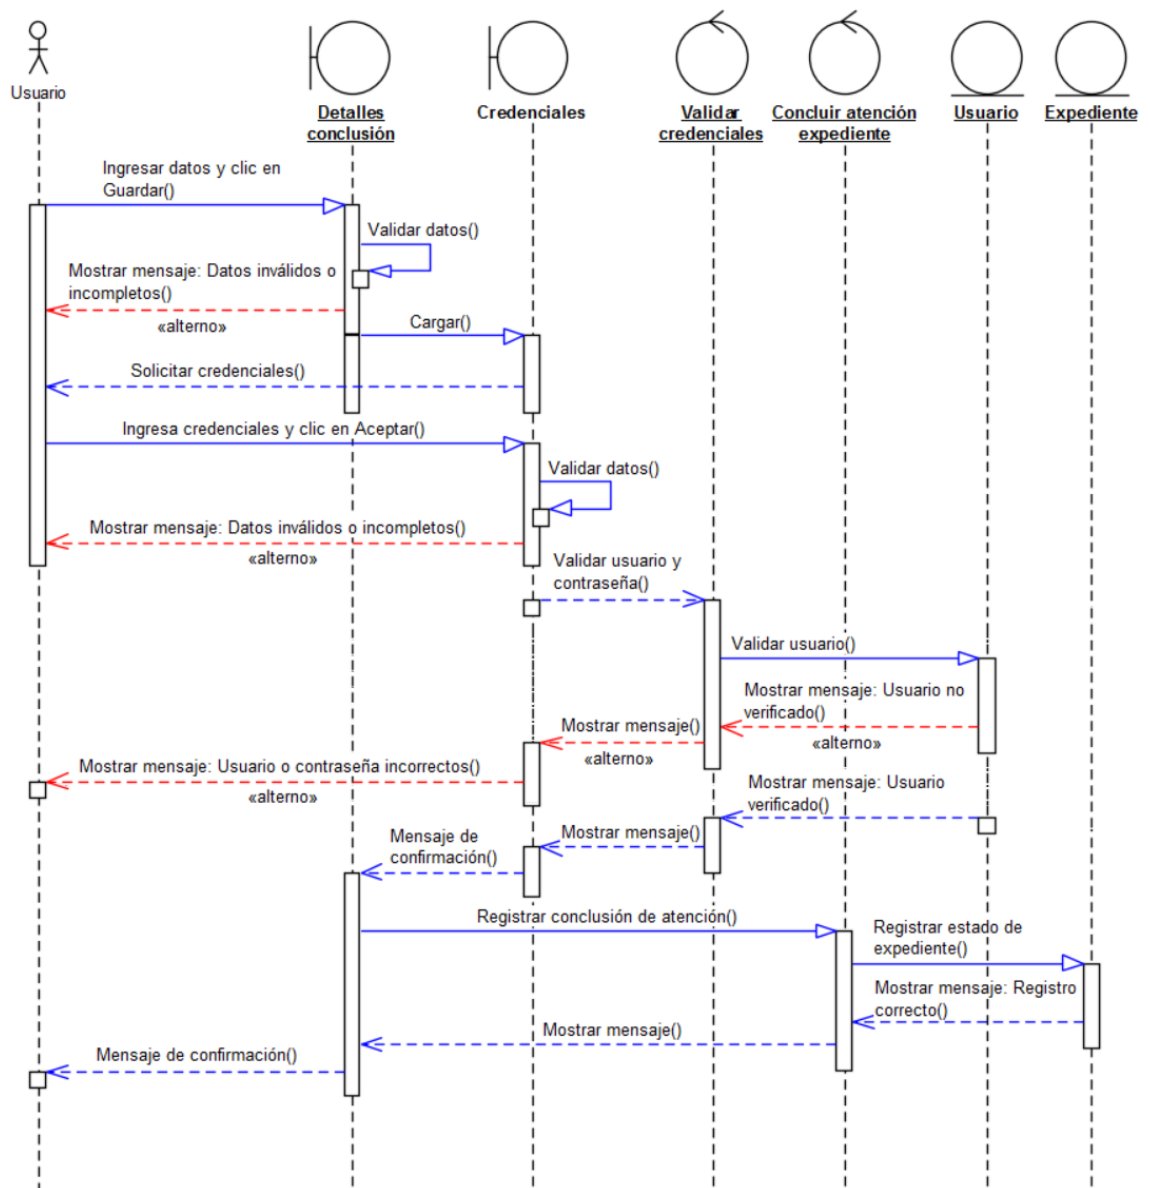 Usuario
Detalles
conclusión
Credenciales
Validar
credenciales
Concluir atención
expediente
Usuario
Expediente
Ingresar datos y clic en
Guardar()
Validar datos()
Mostrar mensaje: Datos inválidos o
incompletos()
«alterno»
Cargar()
Solicitar credenciales()
Ingresa credenciales y clic en Aceptar()
Validar datos()
Mostrar mensaje: Datos inválidos o incompletos()
«alterno»
Validar usuario y
contraseña()
Validar usuario()
Mostrar mensaje: Usuario no
verificado()
«alterno»
Mostrar mensaje()
«alterno»
Mostrar mensaje: Usuario o contraseña incorrectos()
«alterno»
Mostrar mensaje: Usuario
verificado()
Mostrar mensaje()
Mensaje de
confirmación()
Registrar conclusión de atención()
Registrar estado de
expediente()
Mostrar mensaje: Registro
correcto()
Mostrar mensaje()
Mensaje de confirmación()